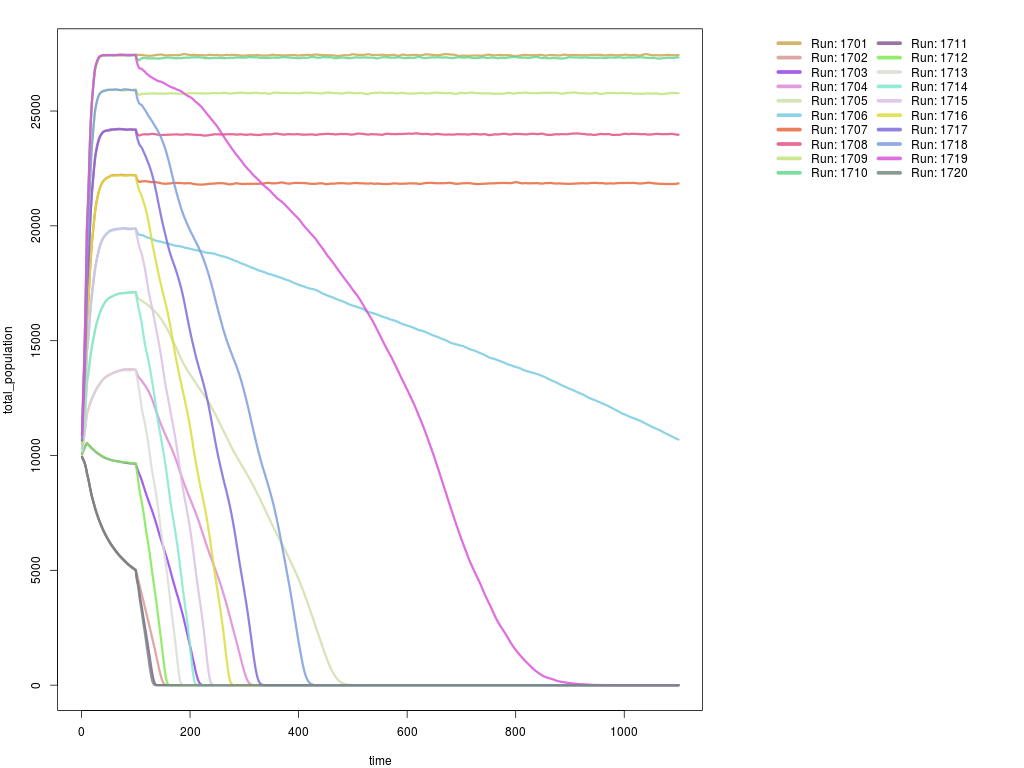 Run: 1701 Run: 1711
Run: 1702 Run: 1712
Run: 1703 Run: 1713
Run: 1704 Run: 1714
Run: 1705 Run: 1715
Run: 1706 Run: 1716
Run: 1707 Run: 1717
Run: 1708 Run: 1718
Run: 1709 Run: 1719
Run: 1710 Run: 1720
total_population
25000
20000
15000
10000
5000
0
0 200 400 600 800 1000
time